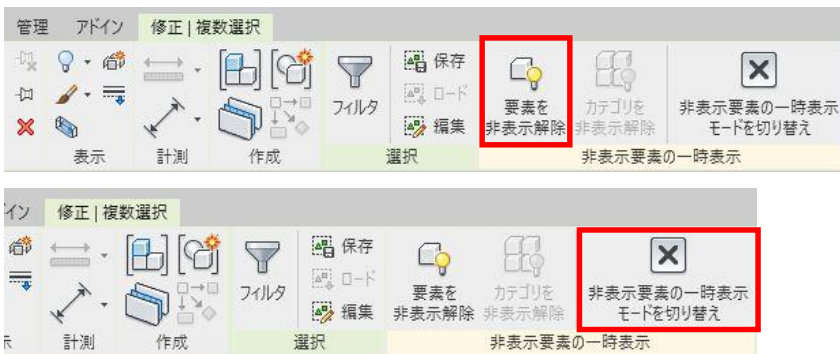 管理 アドイン 修正 | 複数選択
保存
ロード
編集
フィルタ
要素を
非表示解除
カテゴリを
非表示解除
非表示要素の一時表示
モードを切り替え
表示 計測 作成 選択 非表示要素の一時表示
イン 修正 | 複数選択
保存
ロード
編集
フィルタ
要素を
非表示解除
カテゴリを
非表示解除
非表示要素の一時表示
モードを切り替え
示 計測 作成 選択 非表示要素の一時表示